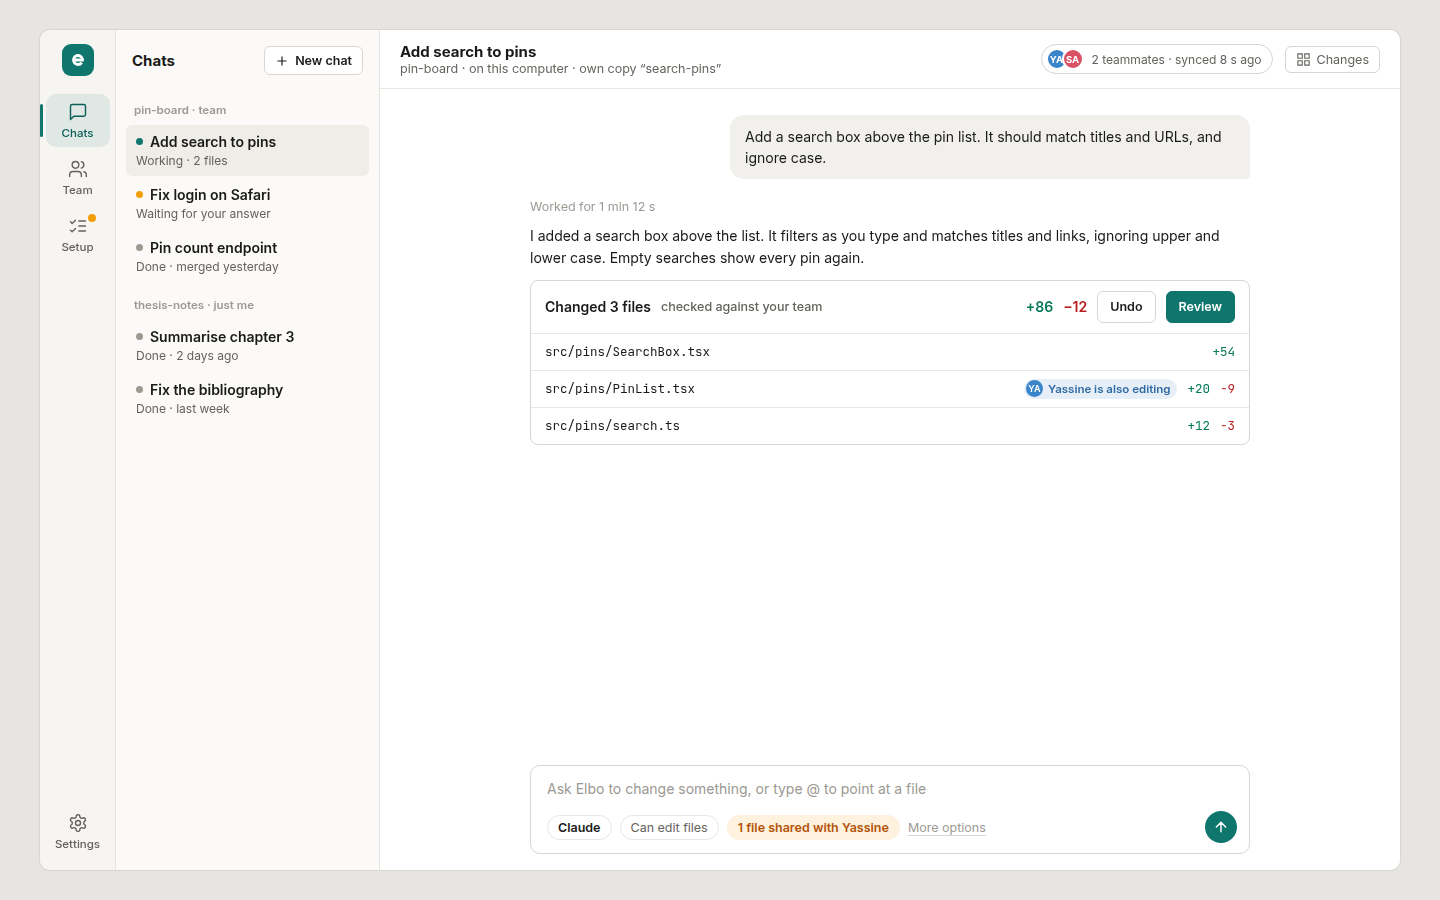 e
Chats
Team
Setup
Settings
Chats
New chat
pin-board · team
Add search to pins
Working · 2 files
Fix login on Safari
Waiting for your answer
Pin count endpoint
Done · merged yesterday
thesis-notes · just me
Summarise chapter 3
Done · 2 days ago
Fix the bibliography
Done · last week
Add search to pins
pin-board · on this computer · own copy “search-pins”
YA SA 2 teammates · synced 8 s ago
Changes
Add a search box above the pin list. It should match titles and URLs, and
ignore case.
Worked for 1 min 12 s
I added a search box above the list. It filters as you type and matches titles and links, ignoring upper and
lower case. Empty searches show every pin again.
Changed 3 files checked against your team +86 −12 Undo Review
src/pins/SearchBox.tsx +54
src/pins/PinList.tsx YA Yassine is also editing +20 -9
src/pins/search.ts +12 -3
Ask Elbo to change something, or type @ to point at a file
Claude Can edit files 1 file shared with Yassine More options